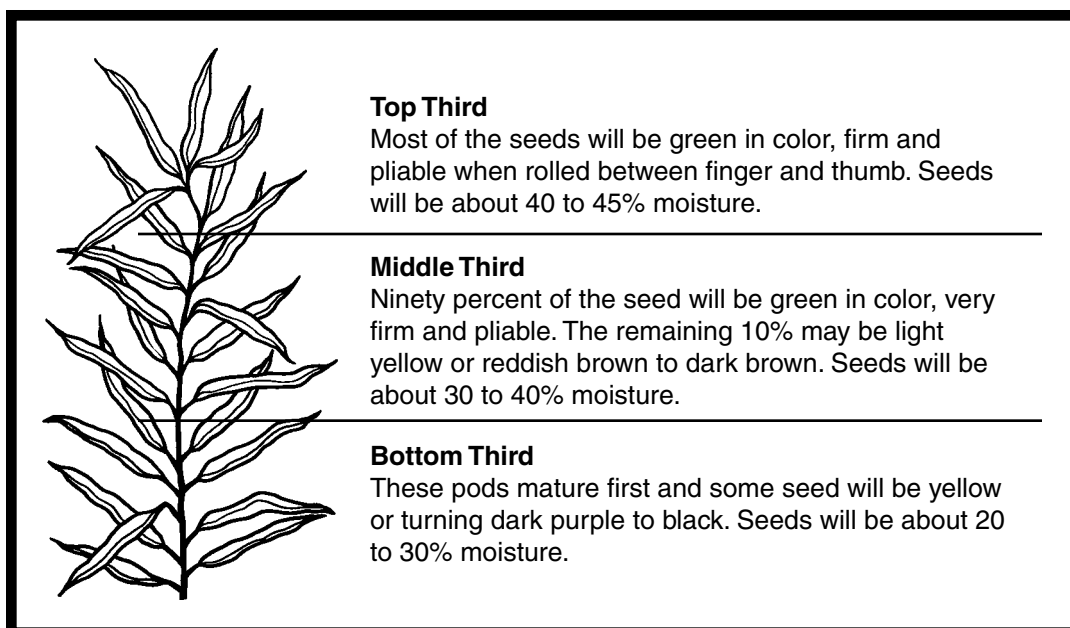 Top Third
Most of the seeds will be green in color, firm and
pliable when rolled between finger and thumb. Seeds
will be about 40 to 45% moisture.
Middle Third
Ninety percent of the seed will be green in color, very
firm and pliable. The remaining 10% may be light
yellow or reddish brown to dark brown. Seeds will be
about 30 to 40% moisture.
Bottom Third
These pods mature first and some seed will be yellow
or turning dark purple to black. Seeds will be about 20
to 30% moisture.